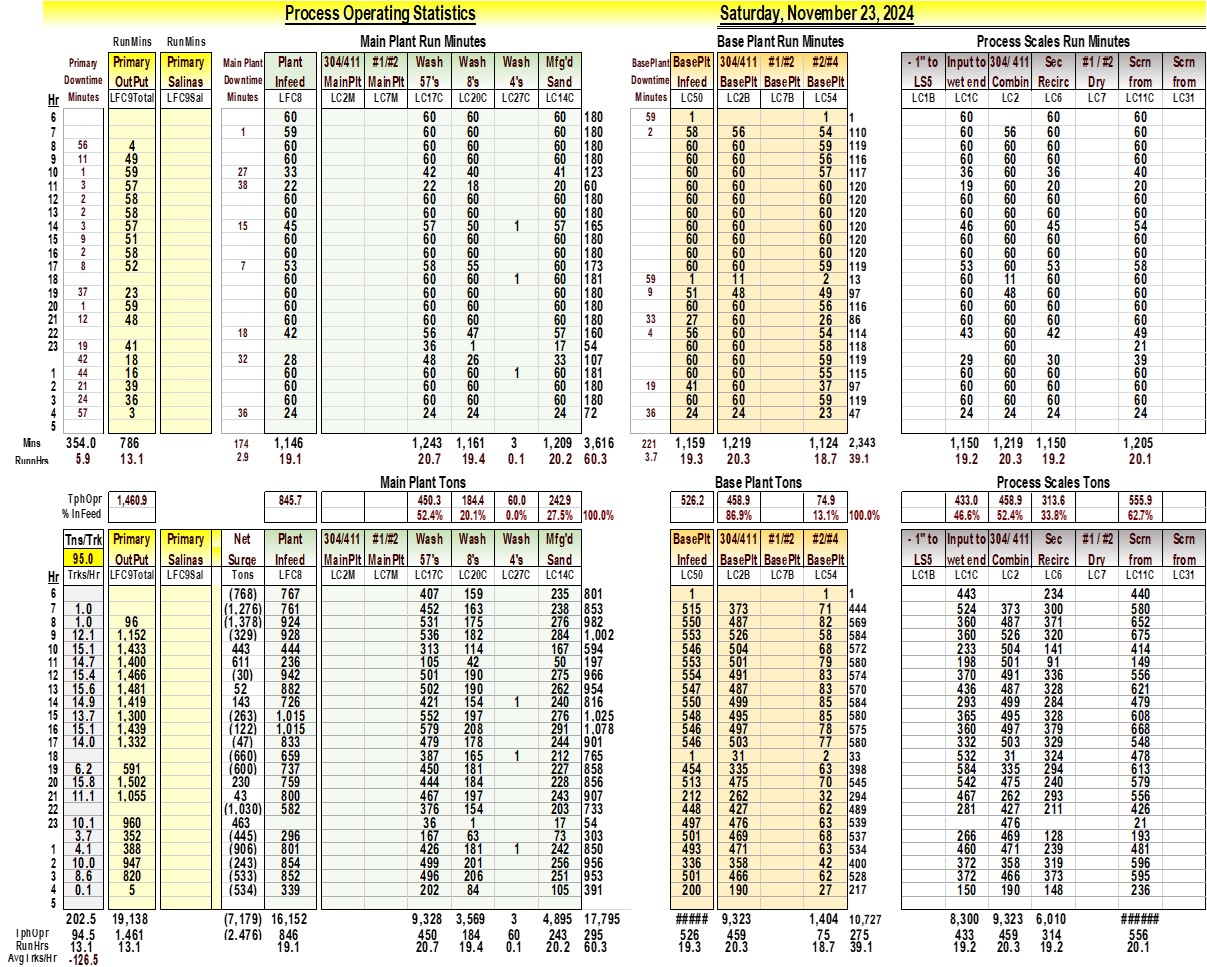 Process Operating Statistics Saturday, November 23, 2024
RunMins RunMins Main Plant Run Minutes Base Plant Run Minutes Process Scales Run Minutes
Primary Primary Primary Main Plant Plant 304/411 #1/#2 Wash Wash Wash Mfg'd BasePlant BasePlt 304/411 #1/#2 #2/#4 - 1" to Input to 304/ 411 Sec #1 / #2 Scrn Scrn
Downtime OutPut Salinas Downtime Infeed MainPlt MainPlt 57's 8's 4's Sand Downtime Infeed BasePlt BasePlt BasePlt LS5 wet end Combin Recirc Dry from from
Hr Minutes LFC9Total LFC9Sal Minutes LFC8 LC2M LC7M LC17C LC20C LC27C LC14C Minutes LC50 LC2B LC7B LC54 LC1B LC1C LC2 LC6 LC7 LC11C LC31
6 60 60 60 60 180 59 1 1 1 60 60 60
7 1 59 60 60 60 180 2 58 56 54 110 60 56 60 60
8 56 4 60 60 60 60 180 60 60 59 119 60 60 60 60
9 11 49 60 60 60 60 180 60 60 56 116 60 60 60 60
10 1 59 27 33 42 40 41 123 60 60 57 117 36 60 36 40
11 3 57 38 22 22 18 20 60 60 60 60 120 19 60 20 20
12 2 58 60 60 60 60 180 60 60 60 120 60 60 60 60
13 2 58 60 60 60 60 180 60 60 60 120 60 60 60 60
14 3 57 15 45 57 50 1 57 165 60 60 60 120 46 60 45 54
15 9 51 60 60 60 60 180 60 60 60 120 60 60 60 60
16 2 58 60 60 60 60 180 60 60 60 120 60 60 60 60
17 8 52 7 53 58 55 60 173 60 60 59 119 53 60 53 58
18 60 60 60 1 60 181 59 1 11 2 13 60 11 60 60
19 37 23 60 60 60 60 180 9 51 48 49 97 60 48 60 60
20 1 59 60 60 60 60 180 60 60 56 116 60 60 60 60
21 12 48 60 60 60 60 180 33 27 60 26 86 60 60 60 60
22 18 42 56 47 57 160 4 56 60 54 114 43 60 42 49
23 19 41 36 1 17 54 60 60 58 118 60 21
42 18 32 28 48 26 33 107 60 60 59 119 29 60 30 39
1 44 16 60 60 60 1 60 181 60 60 55 115 60 60 60 60
2 21 39 60 60 60 60 180 19 41 60 37 97 60 60 60 60
3 24 36 60 60 60 60 180 60 60 59 119 60 60 60 60
4 57 3 36 24 24 24 24 72 36 24 24 23 47 24 24 24 24
5
Mins 354.0 786 174 1,146 1,243 1,161 3 1,209 3,616 221 1,159 1,219 1,124 2,343 1,150 1,219 1,150 1,205
RunnHrs 5.9 13.1 2.9 19.1 20.7 19.4 0.1 20.2 60.3 3.7 19.3 20.3 18.7 39.1 19.2 20.3 19.2 20.1
Main Plant Tons Base Plant Tons Process Scales Tons
TphOpr 1,460.9 845.7 450.3 184.4 60.0 242.9 526.2 458.9 74.9 433.0 458.9 313.6 555.9
% InFeed 52.4% 20.1% 0.0% 27.5% 100.0% 86.9% 13.1% 100.0% 46.6% 52.4% 33.8% 62.7%
Tns/Trk Primary Primary Net Plant 304/411 #1/#2 Wash Wash Wash Mfg'd BasePlt 304/411 #1/#2 #2/#4 - 1" to Input to 304/ 411 Sec #1 / #2 Scrn Scrn
95.0 OutPut Salinas Surge Infeed MainPlt MainPlt 57's 8's 4's Sand Infeed BasePlt BasePlt BasePlt LS5 wet end Combin Recirc Dry from from
Hr Trks/Hr LFC9Total LFC9Sal Tons LFC8 LC2M LC7M LC17C LC20C LC27C LC14C LC50 LC2B LC7B LC54 LC1B LC1C LC2 LC6 LC7 LC11C LC31
6 (768) 767 407 159 235 801 1 1 1 443 234 440
7 1.0 (1,276) 761 452 163 238 853 515 373 71 444 524 373 300 580
8 1.0 96 (1,378) 924 531 175 276 982 550 487 82 569 360 487 371 652
9 12.1 1,152 (329) 928 536 182 284 1,002 553 526 58 584 360 526 320 675
10 15.1 1,433 443 444 313 114 167 594 546 504 68 572 233 504 141 414
11 14.7 1,400 611 236 105 42 50 197 553 501 79 580 198 501 91 149
12 15.4 1,466 (30) 942 501 190 275 966 554 491 83 574 370 491 336 556
13 15.6 1,481 52 882 502 190 262 954 547 487 83 570 436 487 328 621
14 14.9 1,419 143 726 421 154 1 240 816 550 499 85 584 293 499 284 479
15 13.7 1,300 (263) 1,015 552 197 276 1,025 548 495 85 580 365 495 328 608
16 15.1 1,439 (122) 1,015 579 208 291 1,078 546 497 78 575 360 497 379 668
17 14.0 1,332 (47) 833 479 178 244 901 546 503 77 580 332 503 329 548
18 (660) 659 387 165 1 212 765 1 31 2 33 532 31 324 478
19 6.2 591 (600) 737 450 181 227 858 454 335 63 398 584 335 294 613
20 15.8 1,502 230 759 444 184 228 856 513 475 70 545 542 475 240 579
21 11.1 1,055 43 800 467 197 243 907 212 262 32 294 467 262 293 556
22 (1,030) 582 376 154 203 733 448 427 62 489 281 427 211 426
23 10.1 960 463 36 1 17 54 497 476 63 539 476 21
3.7 352 (445) 296 167 63 73 303 501 469 68 537 266 469 128 193
1 4.1 388 (906) 801 426 181 1 242 850 493 471 63 534 460 471 239 481
2 10.0 947 (243) 854 499 201 256 956 336 358 42 400 372 358 319 596
3 8.6 820 (533) 852 496 206 251 953 501 466 62 528 372 466 373 595
4 0.1 5 (534) 339 202 84 105 391 200 190 27 217 150 190 148 236
5
202.5 19,138 (7,179) 16,152 9,328 3,569 3 4,895 17,795 ##### 9,323 1,404 10,727 8,300 9,323 6,010 ######
TphOpr 94.5 1,461 (2,476) 846 450 184 60 243 295 526 459 75 275 433 459 314 556
RunHrs 13.1 13.1 19.1 20.7 19.4 0.1 20.2 60.3 19.3 20.3 18.7 39.1 19.2 20.3 19.2 20.1
AvgTrks/Hr -126.5